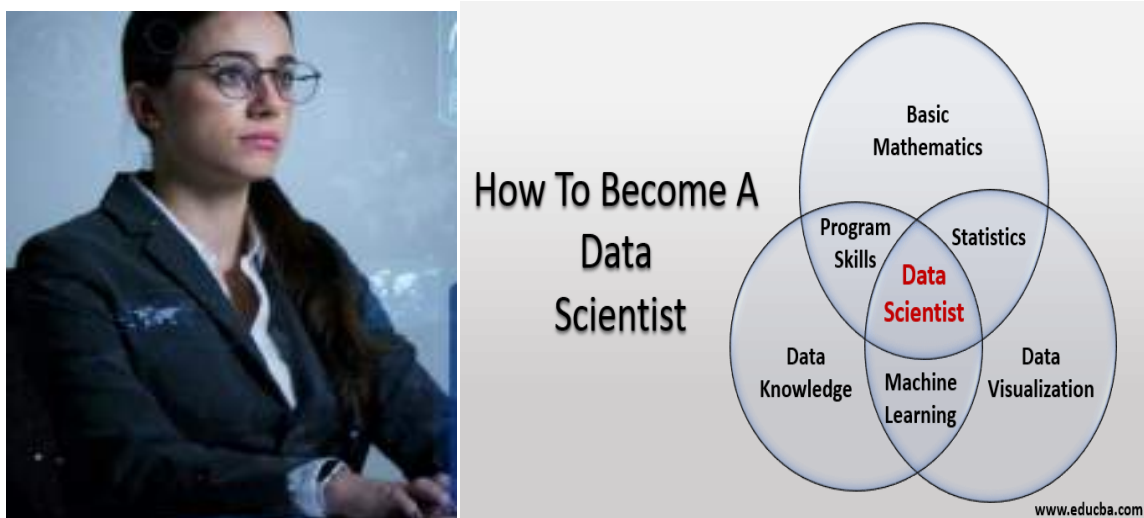 How To Become A
Data
Scientist
Basic
Mathematics
Program
Skills
Statistics
Data
Scientist
Data
Knowledge
Machine
Learning
Data
Visualization
www.educba.com